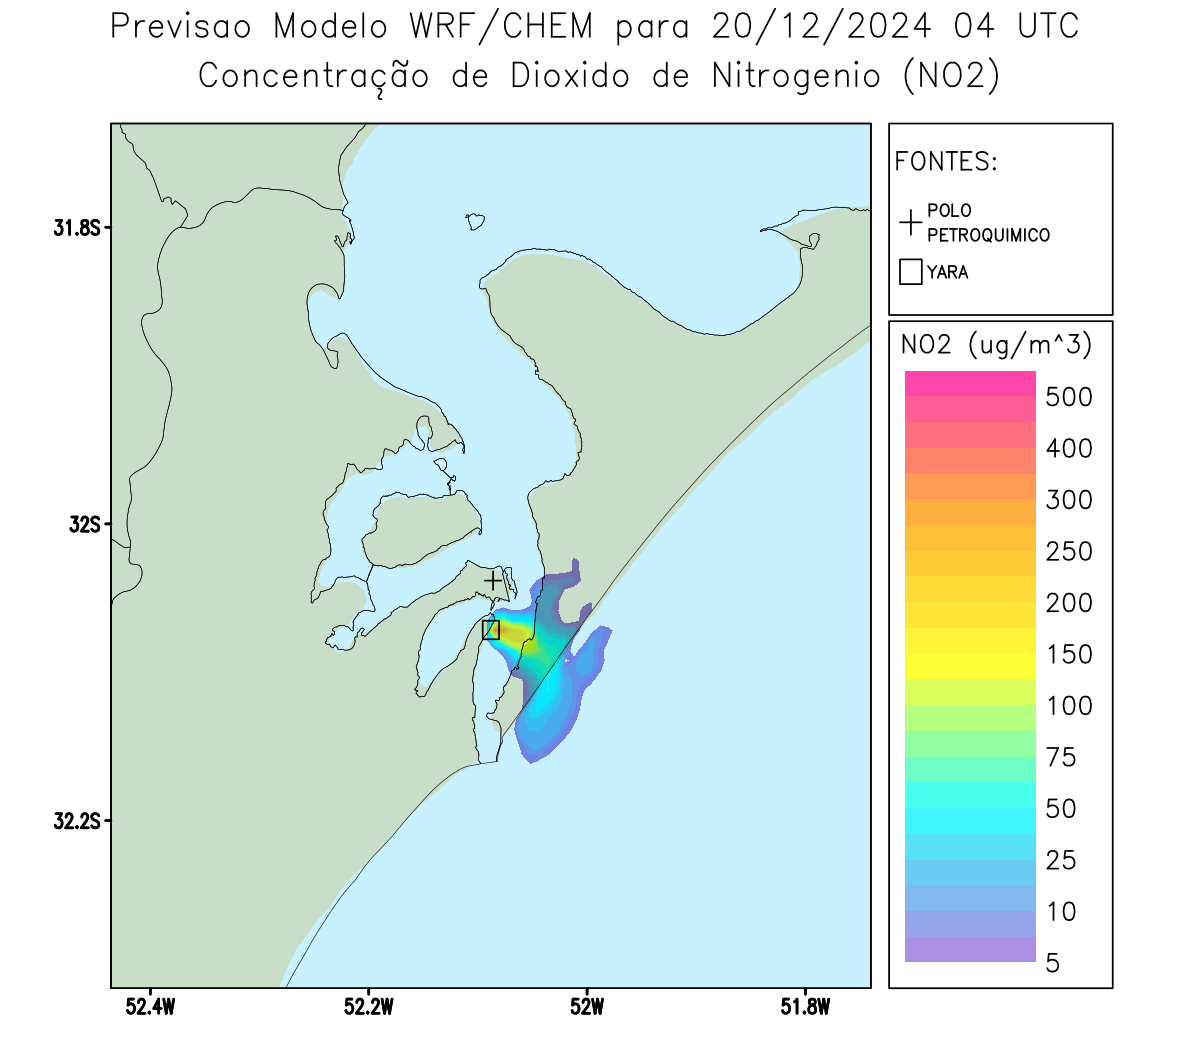 Previsao Modelo WRF/CHEM para 20/12/2024 04 UTC
Concentração de Dioxido de Nitrogenio (NO2)
FONTES:
POLO
PETROQUIMICO
YARA
31.8S
32S
32.2S
52.4W
52.2W
52W
51.8W
NO2 (ug/m^3)
500
400
300
250
200
150
100
75
50
25
10
5